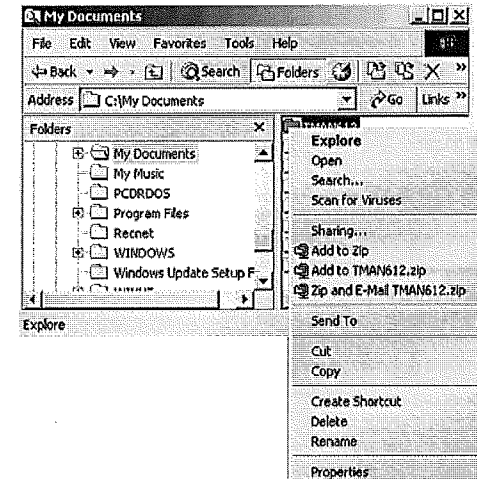 My Documents
File Edit View Favorites Tools Help
Back Search Folders »
Address C:\My Documents Go Links »
Folders ×
My Documents
My Music
PCDRDOS
Program Files
Recnet
WINDOWS
Windows Update Setup F
Explore
Explore
Open
Search...
Scan for Viruses
Sharing...
Add to Zip
Add to TMAN612.zip
Zip and E-Mail TMAN612.zip
Send To
Cut
Copy
Create Shortcut
Delete
Rename
Properties